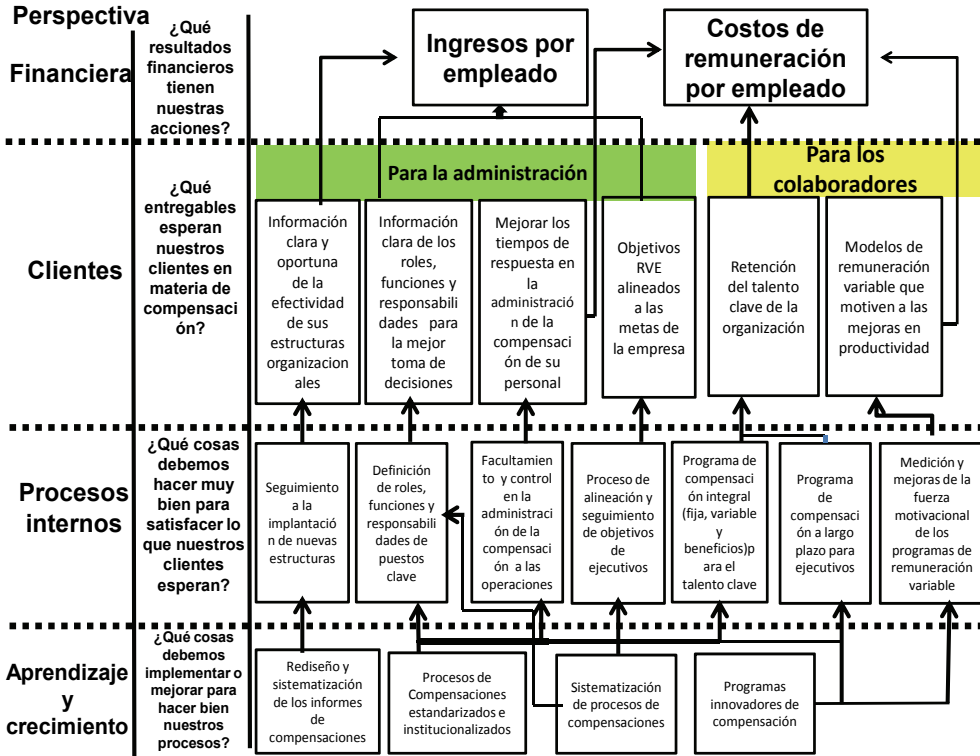 Perspectiva
Financiera
¿Qué
resultados
financieros
tienen
nuestras
acciones?
Ingresos por
empleado
Costos de
remuneración
por empleado
Para la administración
Para los
colaboradores
Clientes
¿Qué
entregables
esperan
nuestros
clientes en
materia de
compensaci
ón?
Información
clara y
oportuna
de la
efectividad
de sus
estructuras
organizacion
ales
Información
clara de los
roles,
funciones y
responsabili
dades para
la mejor
toma de
decisiones
Mejorar los
tiempos de
respuesta en
la
administració
n de la
compensaci
ón de su
personal
Objetivos
RVE
alineados
a las
metas de
la empresa
Retención
del talento
clave de la
organización
Modelos de
remuneración
variable que
motiven a las
mejoras en
productividad
Procesos
internos
¿Qué cosas
debemos
hacer muy
bien para
satisfacer lo
que nuestros
clientes
esperan?
Seguimiento
a la
implantació
n de nuevas
estructuras
Definición
de roles,
funciones y
responsabili
dades de
puestos
clave
Facultamien
to y control
en la
administraci
ón de la
compensaci
ón a las
operaciones
Proceso de
alineación y
seguimiento
de objetivos
de
ejecutivos
Programa de
compensaci
ón integral
(fija, variable
y
beneficios)p
ara el
talento clave
Programa
de
compensaci
ón a largo
plazo para
ejecutivos
Medición y
mejoras de la
fuerza
motivacional
de los
programas de
remuneración
variable
Aprendizaje
y
crecimiento
¿Qué cosas
debemos
implementar o
mejorar para
hacer bien
nuestros
procesos?
Rediseño y
sistematización
de los informes
de
compensaciones
Procesos de
Compensaciones
estandarizados e
institucionalizados
Sistematización
de procesos de
compensaciones
Programas
innovadores de
compensación